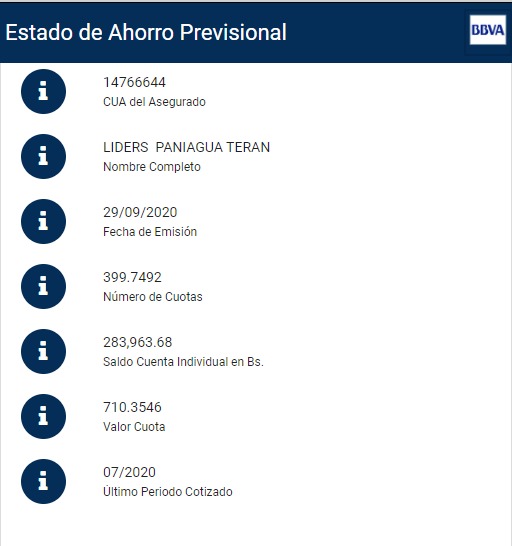 Estado de Ahorro Previsional
BBVA
14766644
CUA del Asegurado
LIDERS PANIAGUA TERAN
Nombre Completo
29/09/2020
Fecha de Emisión
399.7492
Número de Cuotas
283,963.68
Saldo Cuenta Individual en Bs.
710.3546
Valor Cuota
07/2020
Último Periodo Cotizado